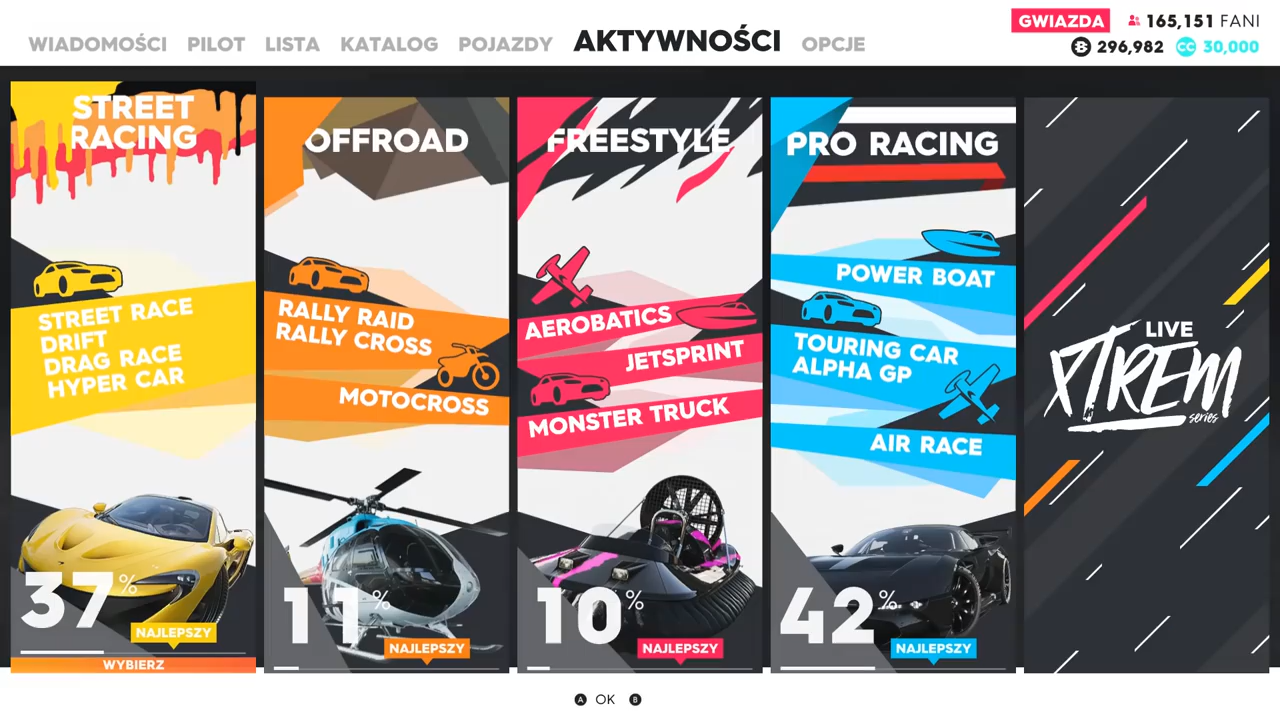 WIADOMOŚCI PILOT LISTA KATALOG POJAZDY AKTYWNOŚCI OPCJE
GWIAZDA 165,151 FANI
296,982 CC 30,000
STREET
RACING
STREET RACE
DRIFT
DRAG RACE
HYPER CAR
37%
NAJLEPSZY
WYBIERZ
OFFROAD
RALLY RAID
RALLY CROSS
MOTOCROSS
11%
NAJLEPSZY
FREESTYLE
AEROBATICS
JETSPRINT
MONSTER TRUCK
10%
NAJLEPSZY
PRO RACING
POWER BOAT
TOURING CAR
ALPHA GP
AIR RACE
42%
NAJLEPSZY
LIVE
XTREM
series
A OK B